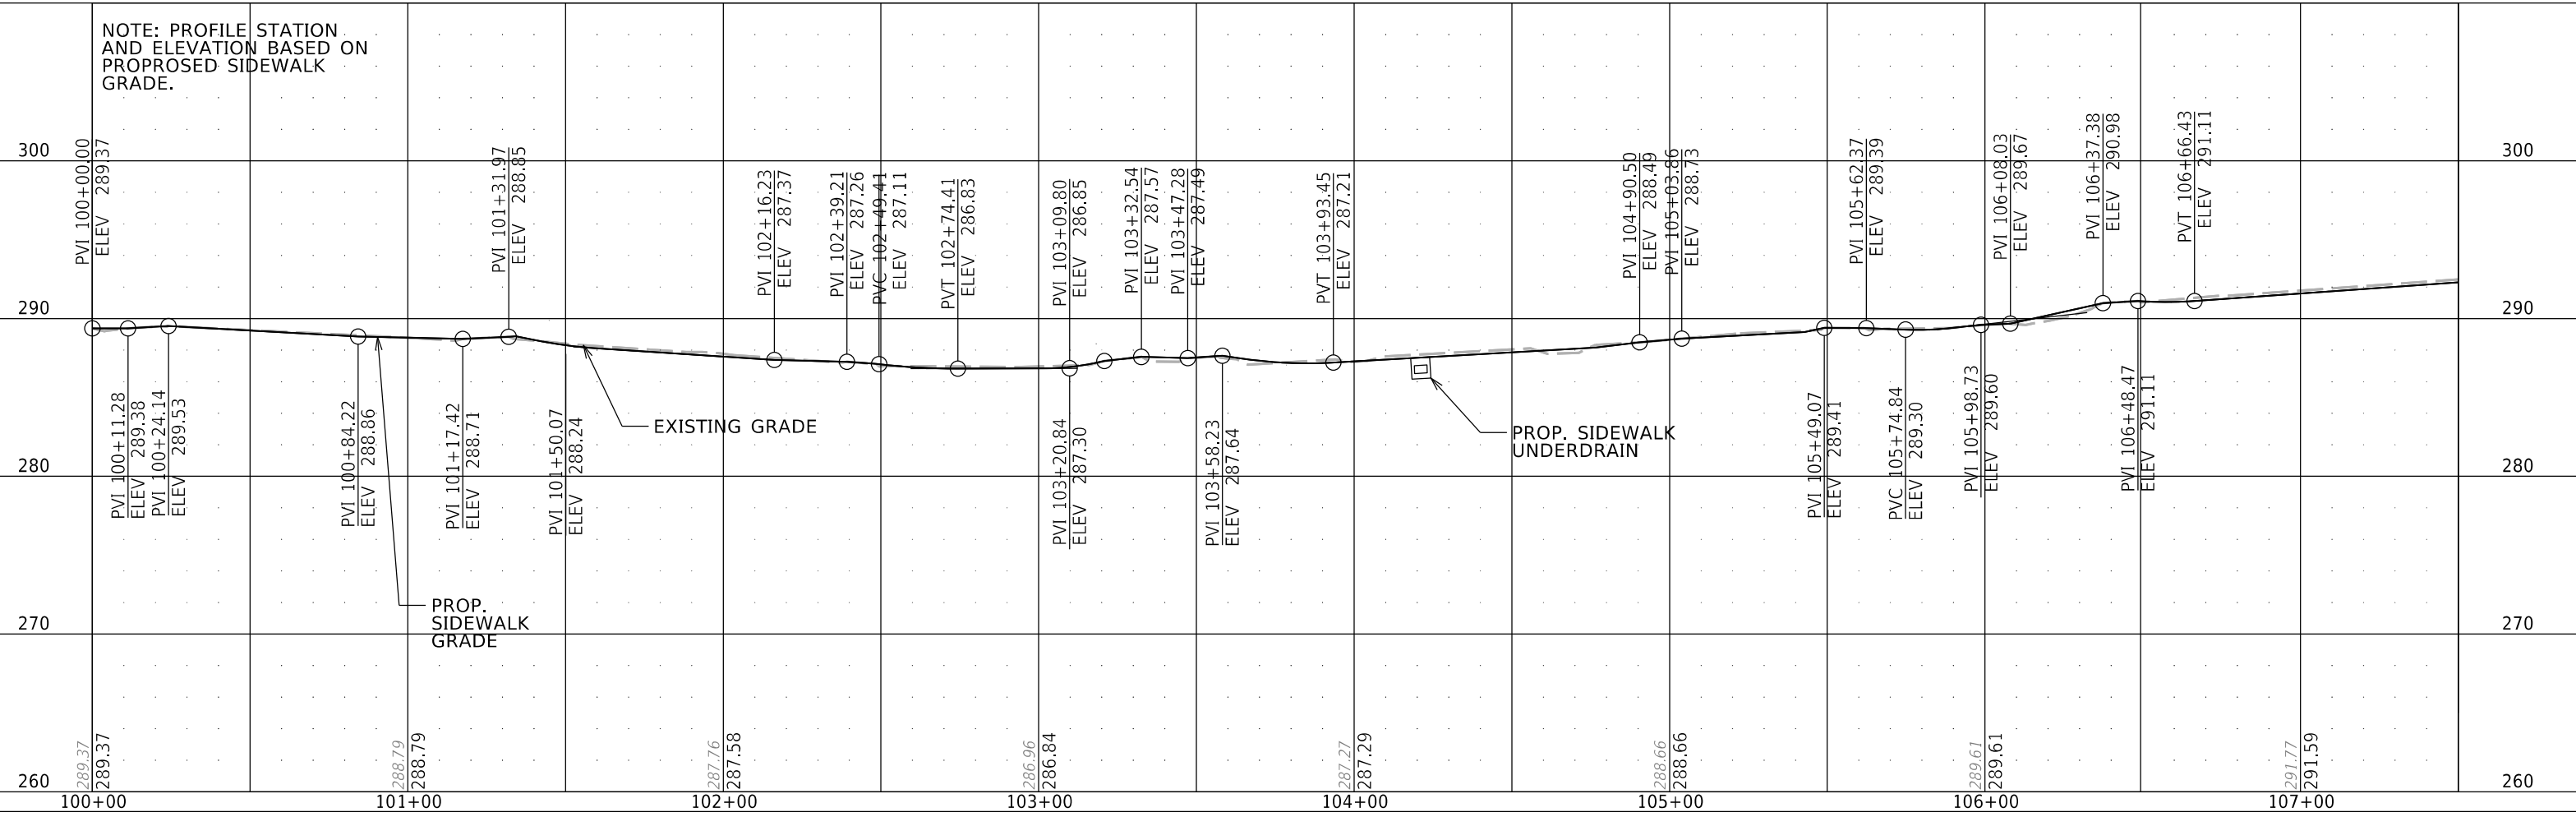 NOTE: PROFILE STATION
AND ELEVATION BASED ON
PROPROSED SIDEWALK
GRADE.
300
300
290
290
280
280
270
270
260
260
PVI 100+00.00
ELEV 289.37
PVI 101+31.97
ELEV 288.85
PVI 102+16.23
ELEV 287.37
PVI 102+39.21
ELEV 287.26
PVC 102+49.41
ELEV 287.11
PVT 102+74.41
ELEV 286.83
PVI 103+09.80
ELEV 286.85
PVI 103+32.54
ELEV 287.57
PVI 103+47.28
ELEV 287.49
PVT 103+93.45
ELEV 287.21
PVI 104+90.50
ELEV 288.49
PVI 105+03.86
ELEV 288.73
PVI 105+62.37
ELEV 289.39
PVI 106+08.03
ELEV 289.67
PVI 106+37.38
ELEV 290.98
PVT 106+66.43
ELEV 291.11
PVI 100+11.28
ELEV 289.38
PVI 100+24.14
ELEV 289.53
PVI 100+84.22
ELEV 288.86
PVI 101+17.42
ELEV 288.71
PVI 101+50.07
ELEV 288.24
EXISTING GRADE
PVI 103+20.84
ELEV 287.30
PVI 103+58.23
ELEV 287.64
PROP. SIDEWALK
UNDERDRAIN
PVI 105+49.07
ELEV 289.41
PVC 105+74.84
ELEV 289.30
PVI 105+98.73
ELEV 289.60
PVI 106+48.47
ELEV 291.11
PROP.
SIDEWALK
GRADE
289.37
289.37
288.79
288.79
287.76
287.58
286.96
286.84
287.27
287.29
288.66
288.66
289.61
289.61
291.77
291.59
100+00
101+00
102+00
103+00
104+00
105+00
106+00
107+00